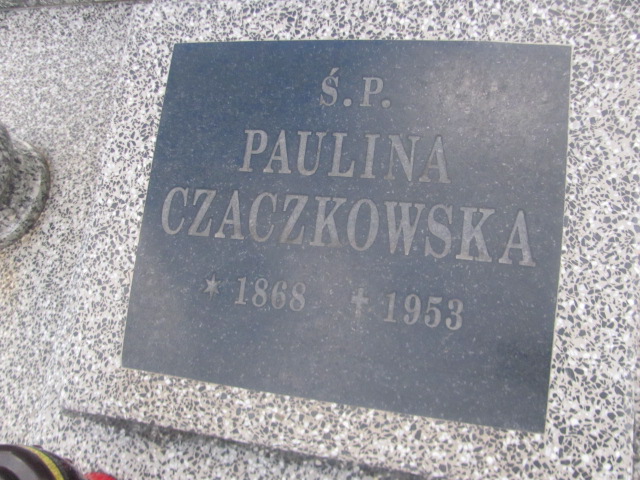 Ś.P.
PAULINA
CZACZKOWSKA
* 1868 † 1953